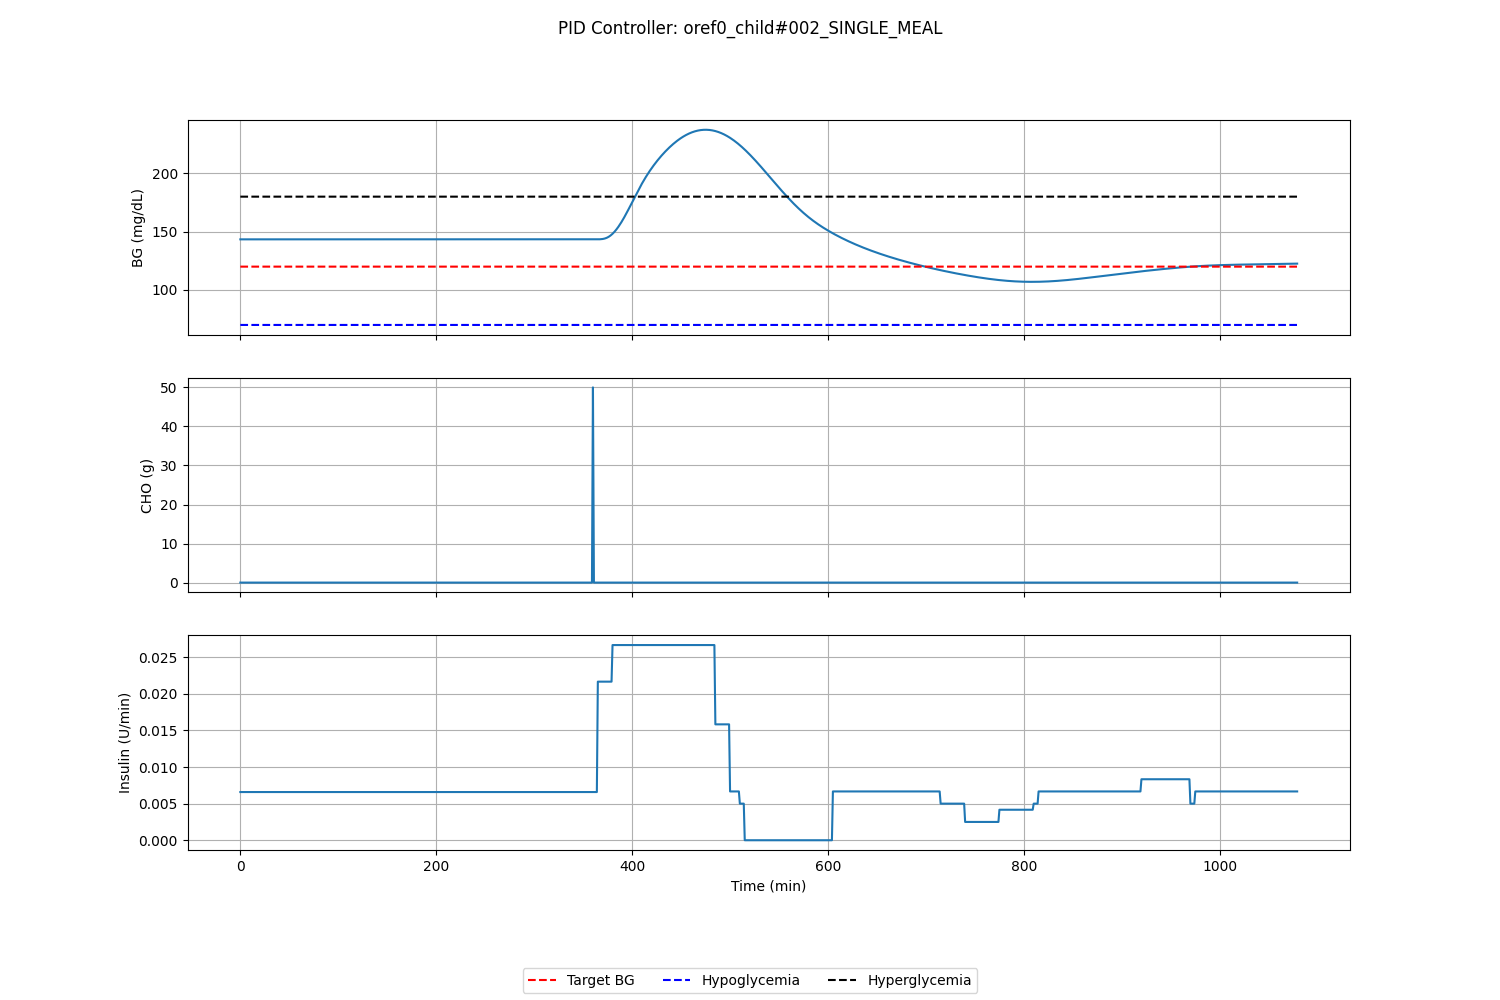 PID Controller: oref0_child#002_SINGLE_MEAL
200
150
100
BG (mg/dL)
50
40
30
20
10
0
CHO (g)
0.025
0.020
0.015
0.010
0.005
0.000
Insulin (U/min)
0 200 400 600 800 1000
Time (min)
Target BG Hypoglycemia Hyperglycemia